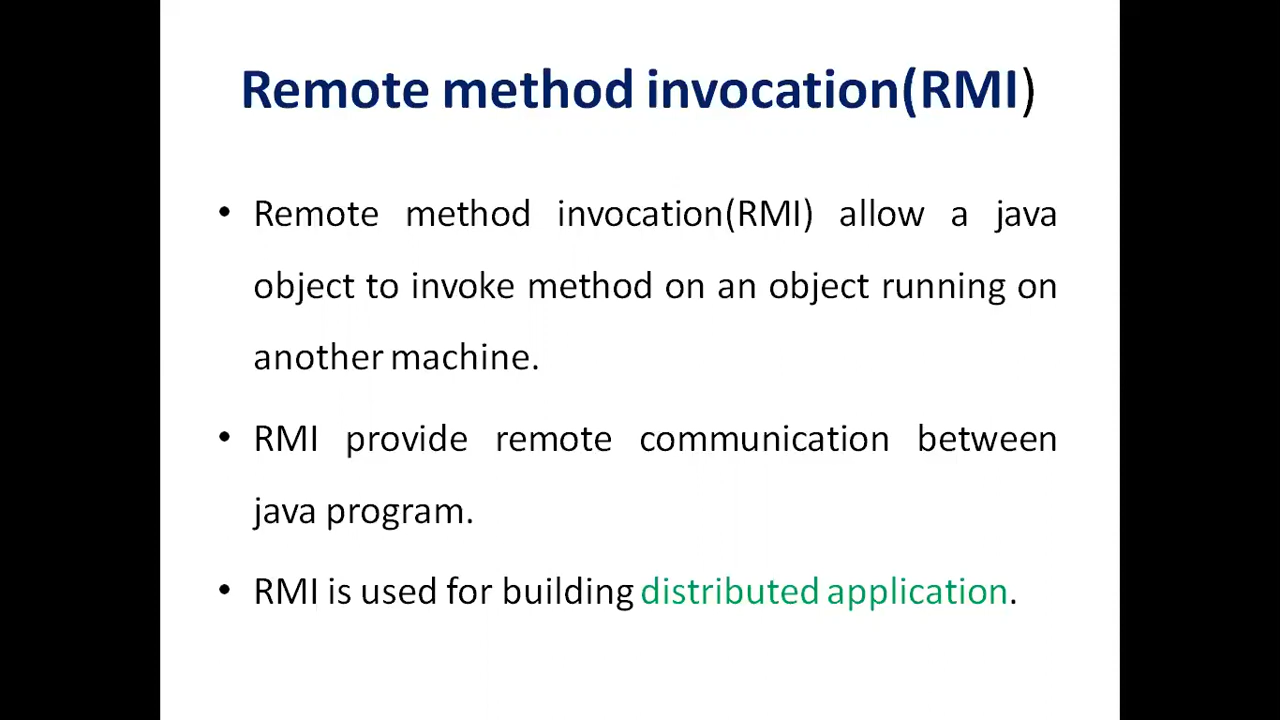 Remote method invocation(RMI)
• Remote method invocation(RMI) allow a java
object to invoke method on an object running on
another machine.
• RMI provide remote communication between
java program.
• RMI is used for building distributed application.